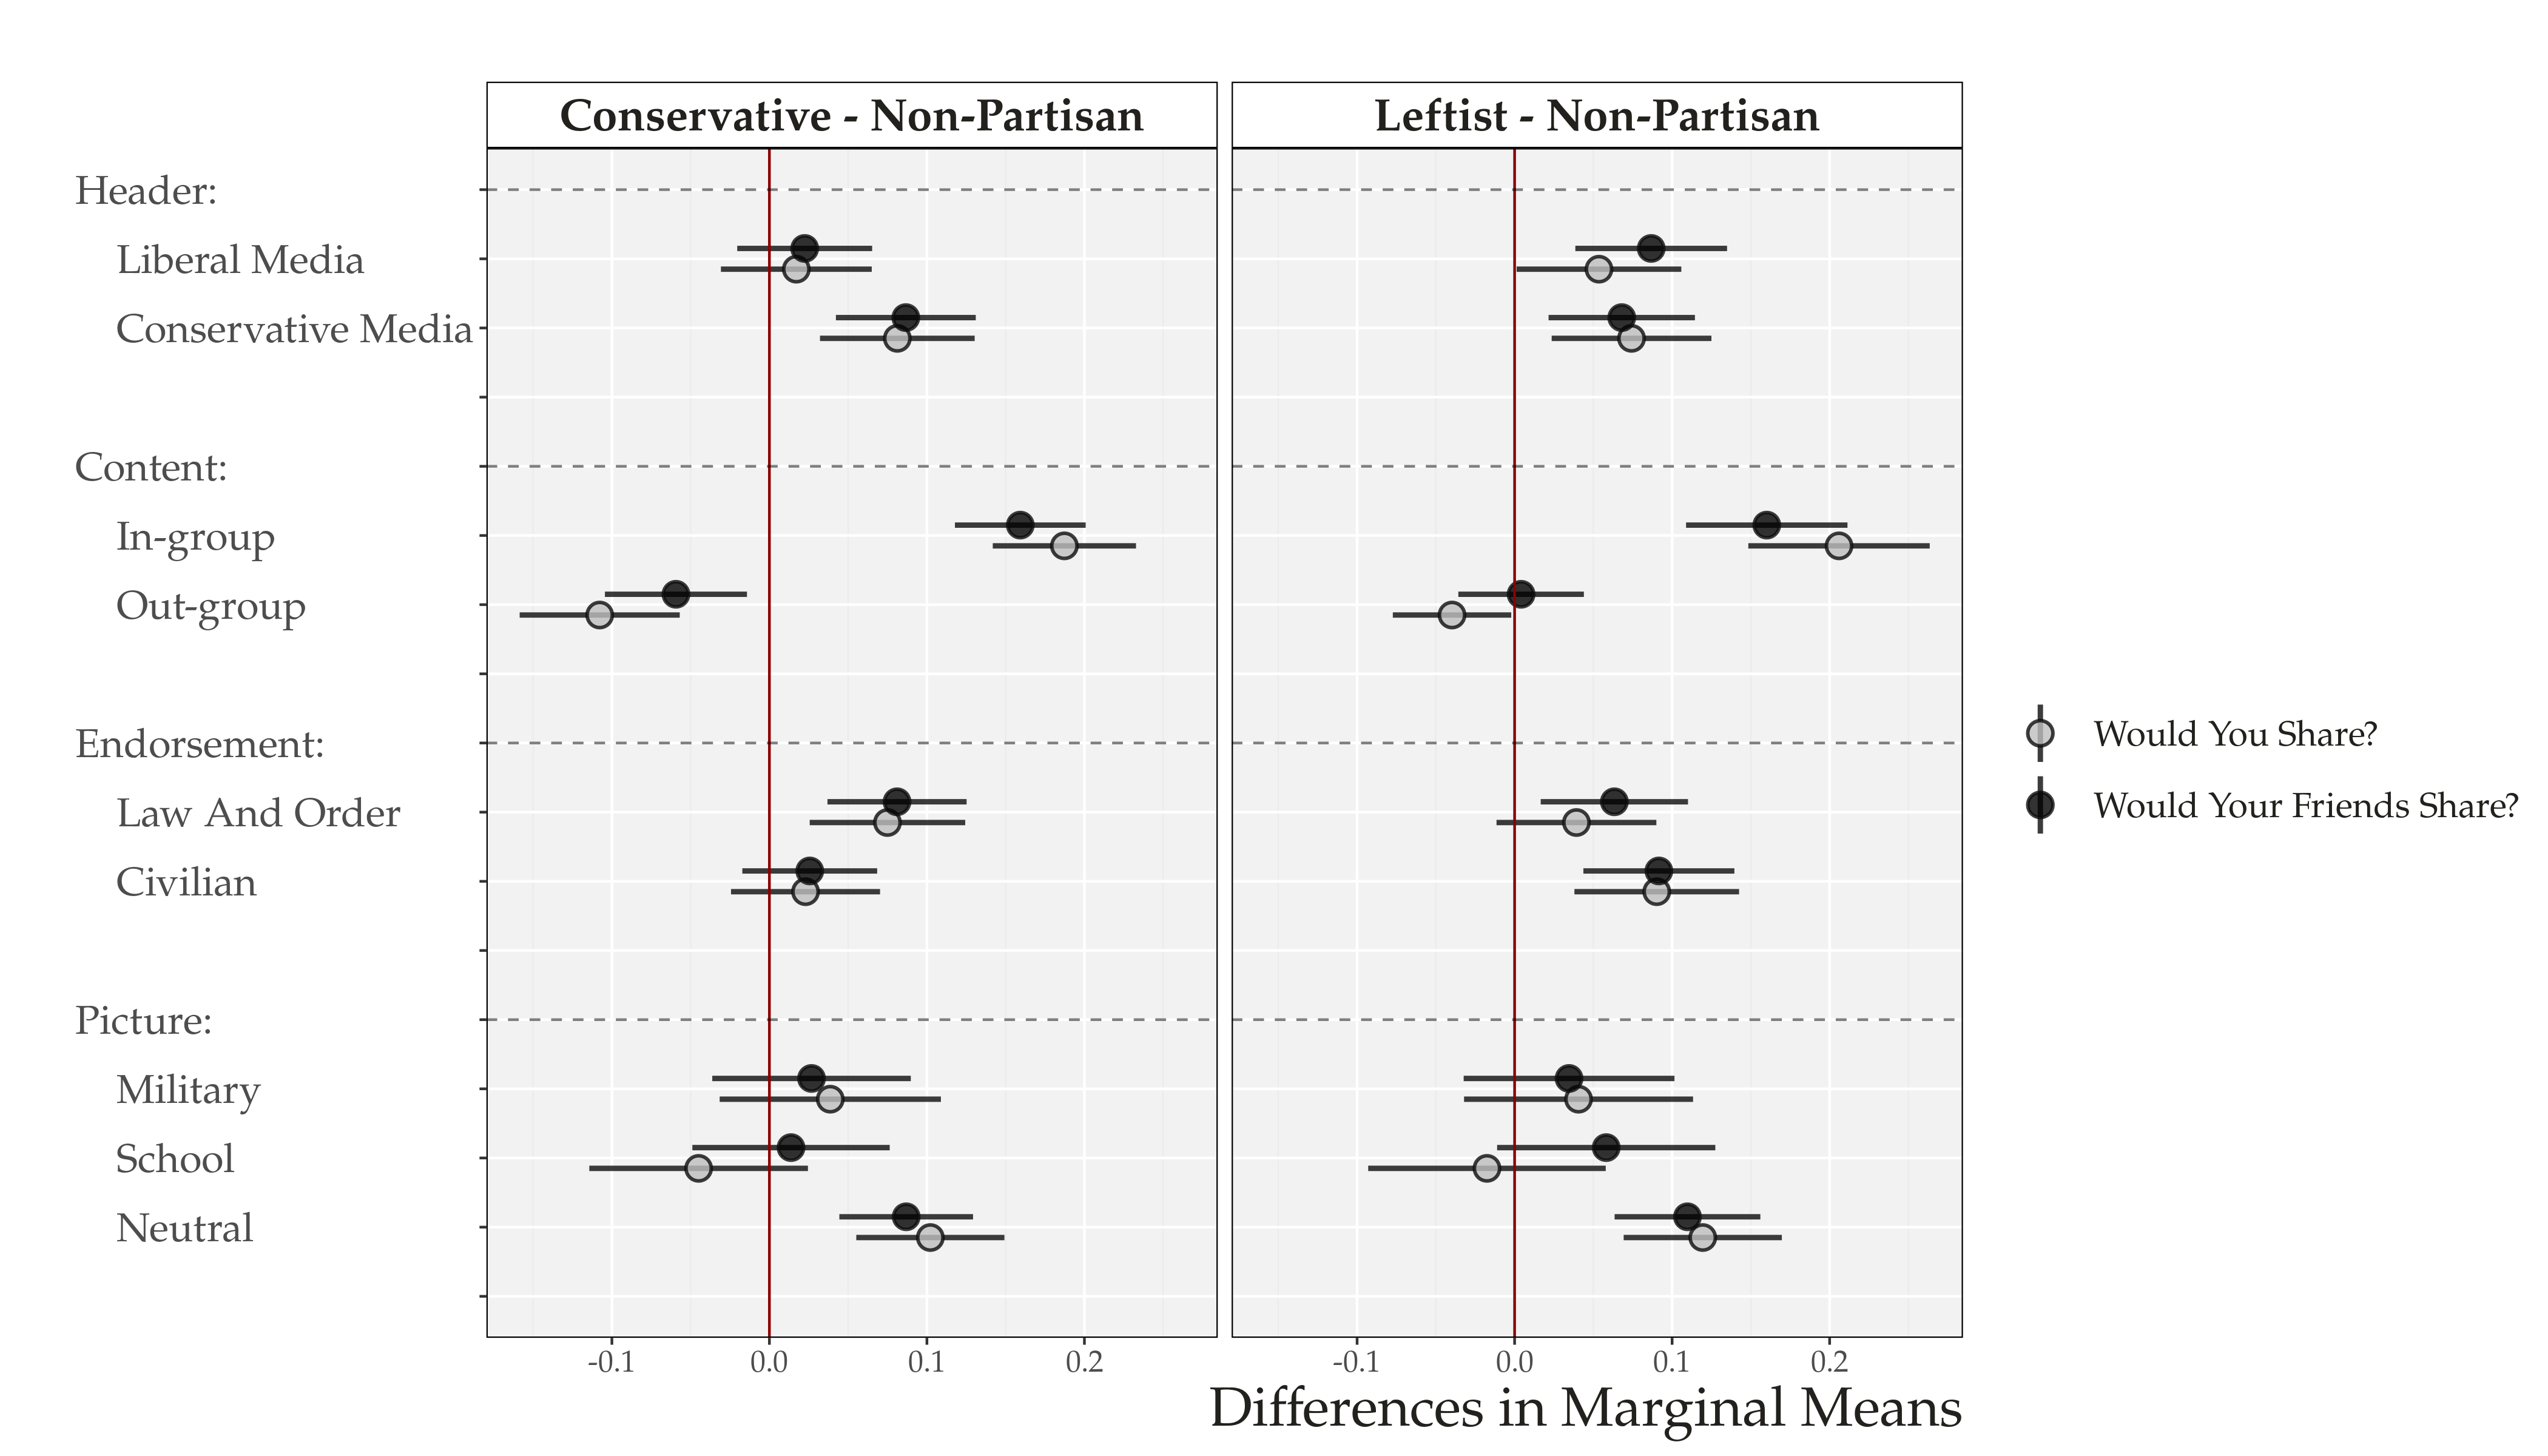 Conservative - Non-Partisan
Leftist - Non-Partisan
Header:
Liberal Media
Conservative Media
Content:
In-group
Out-group
Endorsement:
Law And Order
Civilian
Picture:
Military
School
Neutral
Would You Share?
Would Your Friends Share?
-0.1 0.0 0.1 0.2
-0.1 0.0 0.1 0.2
Differences in Marginal Means